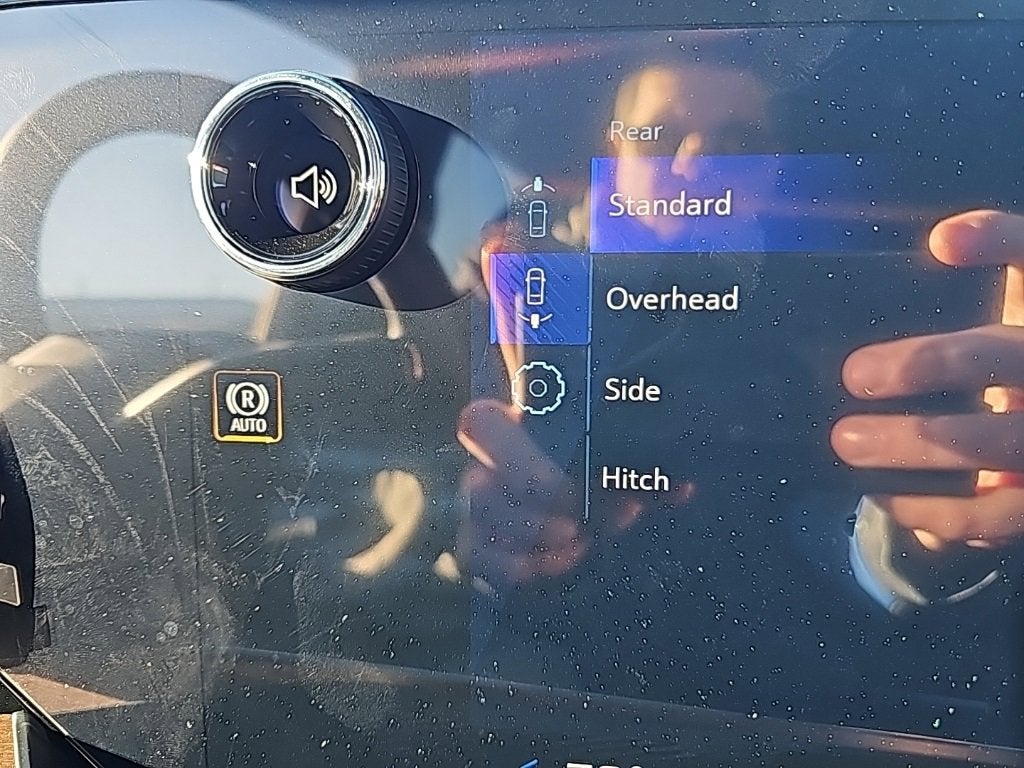 Rear
Standard
Overhead
Side
Hitch
R
AUTO